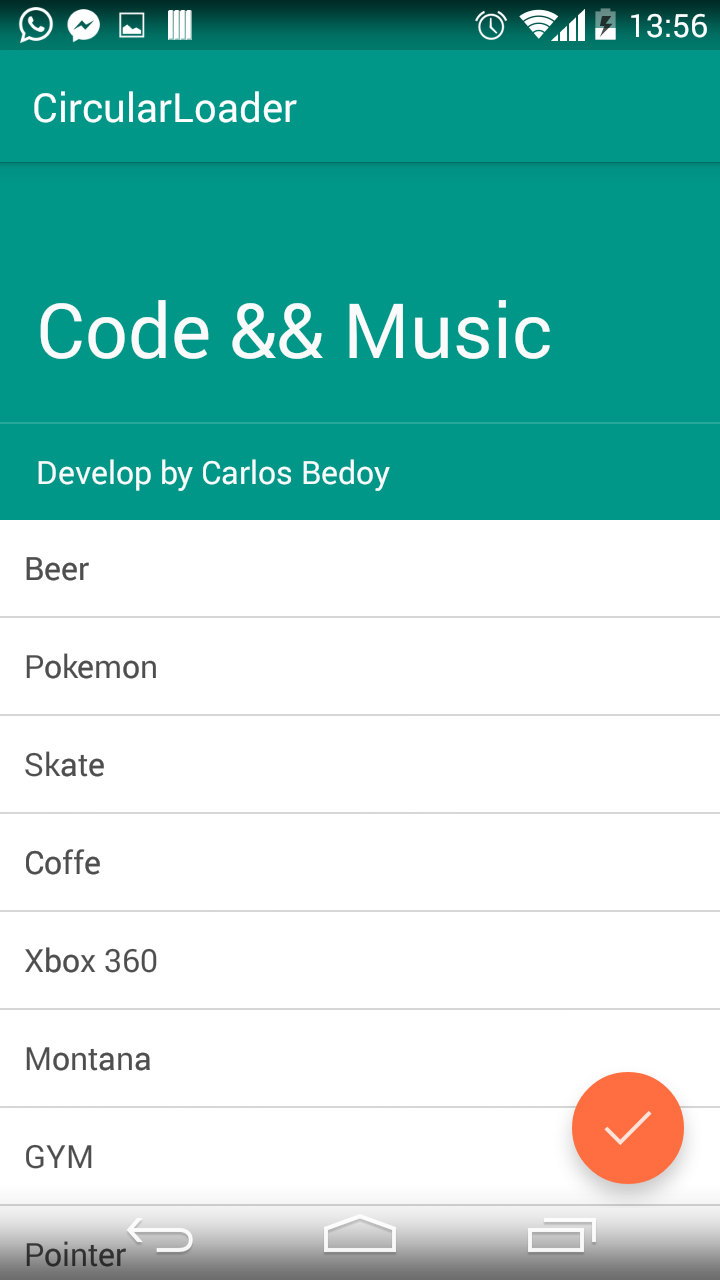 13:56
CircularLoader
Code && Music
Develop by Carlos Bedoy
Beer
Pokemon
Skate
Coffe
Xbox 360
Montana
GYM
Pointer